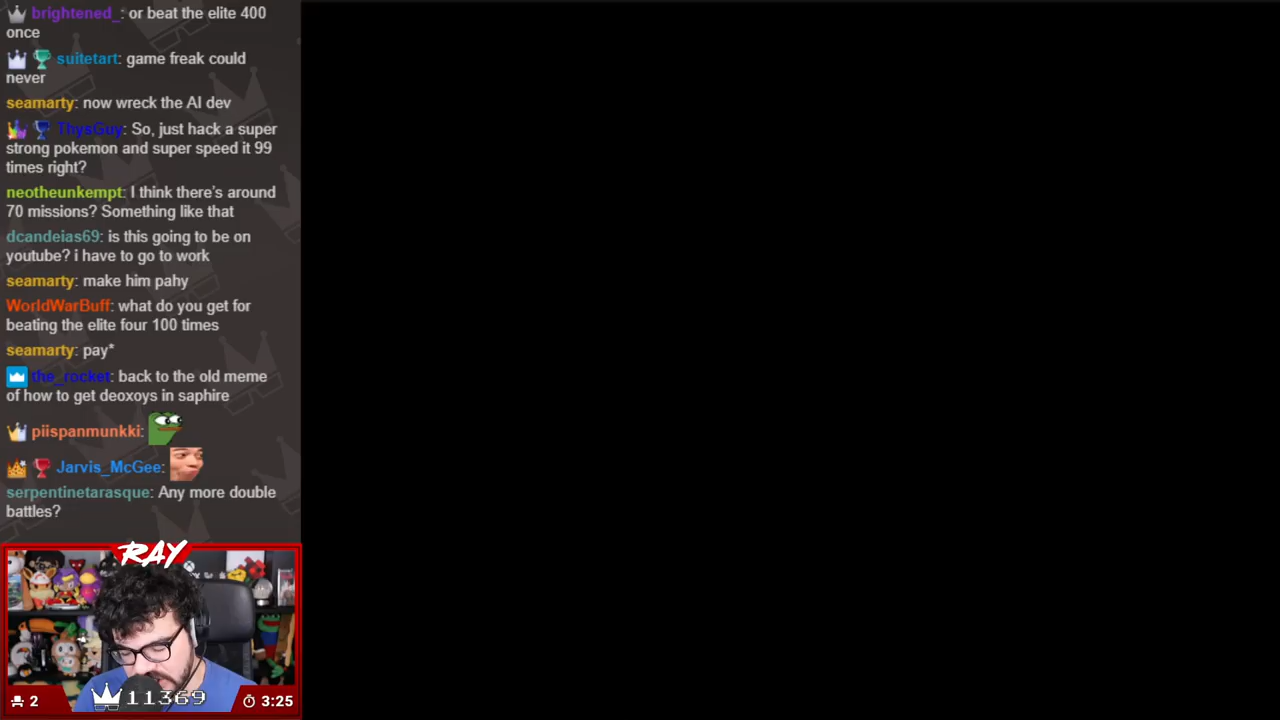 brightened_: or beat the elite 400
once
suitetart: game freak could
never
seamarty: now wreck the AI dev
ThysGuy: So, just hack a super
strong pokemon and super speed it 99
times right?
neotheunkempt: I think there's around
70 missions? Something like that
dcandeias69: is this going to be on
youtube? i have to go to work
seamarty: make him pahy
WorldWarBuff: what do you get for
beating the elite four 100 times
seamarty: pay*
the_rocket: back to the old meme
of how to get deoxoys in saphire
piispanmunkki:
Jarvis_McGee:
serpentinetarasque: Any more double
battles?
RAY
2
11369
3:25